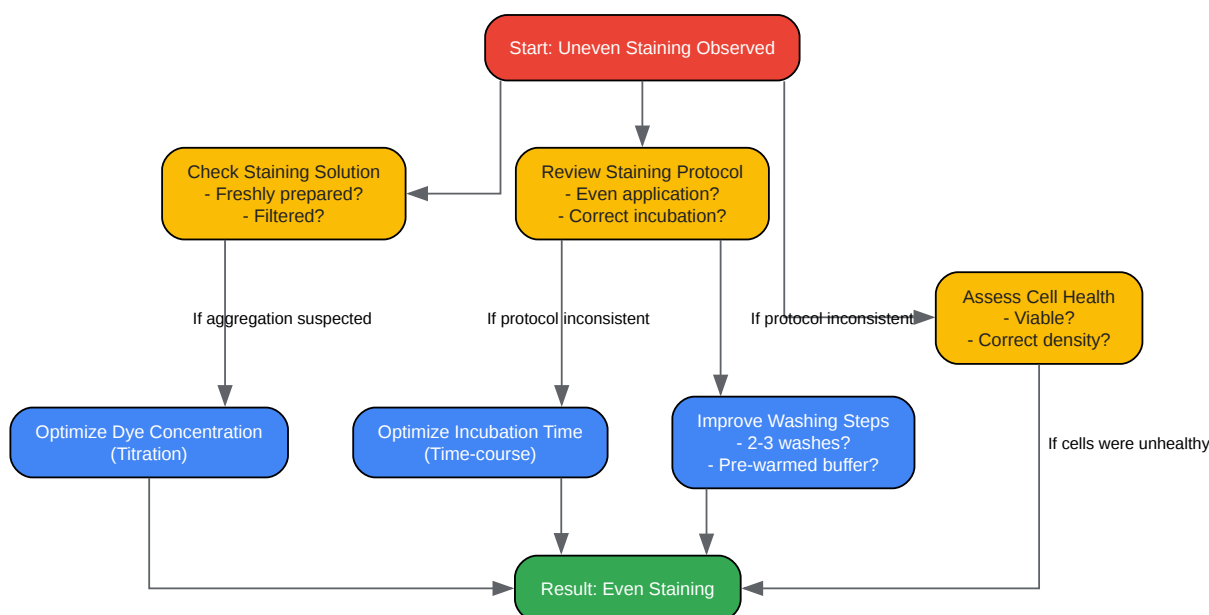 Start: Uneven Staining Observed
Check Staining Solution
- Freshly prepared?
- Filtered?
Review Staining Protocol
- Even application?
- Correct incubation?
Assess Cell Health
- Viable?
- Correct density?
If aggregation suspected
If protocol inconsistent
If protocol inconsistent
Optimize Dye Concentration
(Titration)
Optimize Incubation Time
(Time-course)
Improve Washing Steps
- 2-3 washes?
- Pre-warmed buffer?
If cells were unhealthy
Result: Even Staining